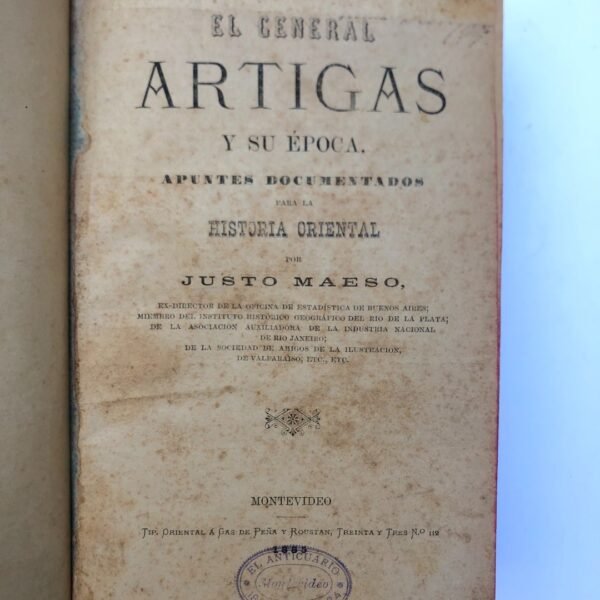 EL GENERAL
ARTIGAS
Y SU ÉPOCA.
APUNTES DOCUMENTADOS
PARA LA
HISTORIA ORIENTAL
POR
JUSTO MAESO,
EX-DIRECTOR DE LA OFICINA DE ESTADÍSTICA DE BUENOS AIRES;
MIEMBRO DEL INSTITUTO HISTÓRICO GEOGRÁFICO DEL RIO DE LA PLATA;
DE LA ASOCIACION AUXILIADORA DE LA INDUSTRIA NACIONAL
DE RIO JANEIRO;
DE LA SOCIEDAD DE AMIGOS DE LA ILUSTRACION,
DE VALPARAISO, ETC., ETC.
MONTEVIDEO
TIP. ORIENTAL Á GAS DE PEÑA Y ROUSTAN, TREINTA Y TRES N.º 112
1885
EL ANTICUARIO
Montevideo